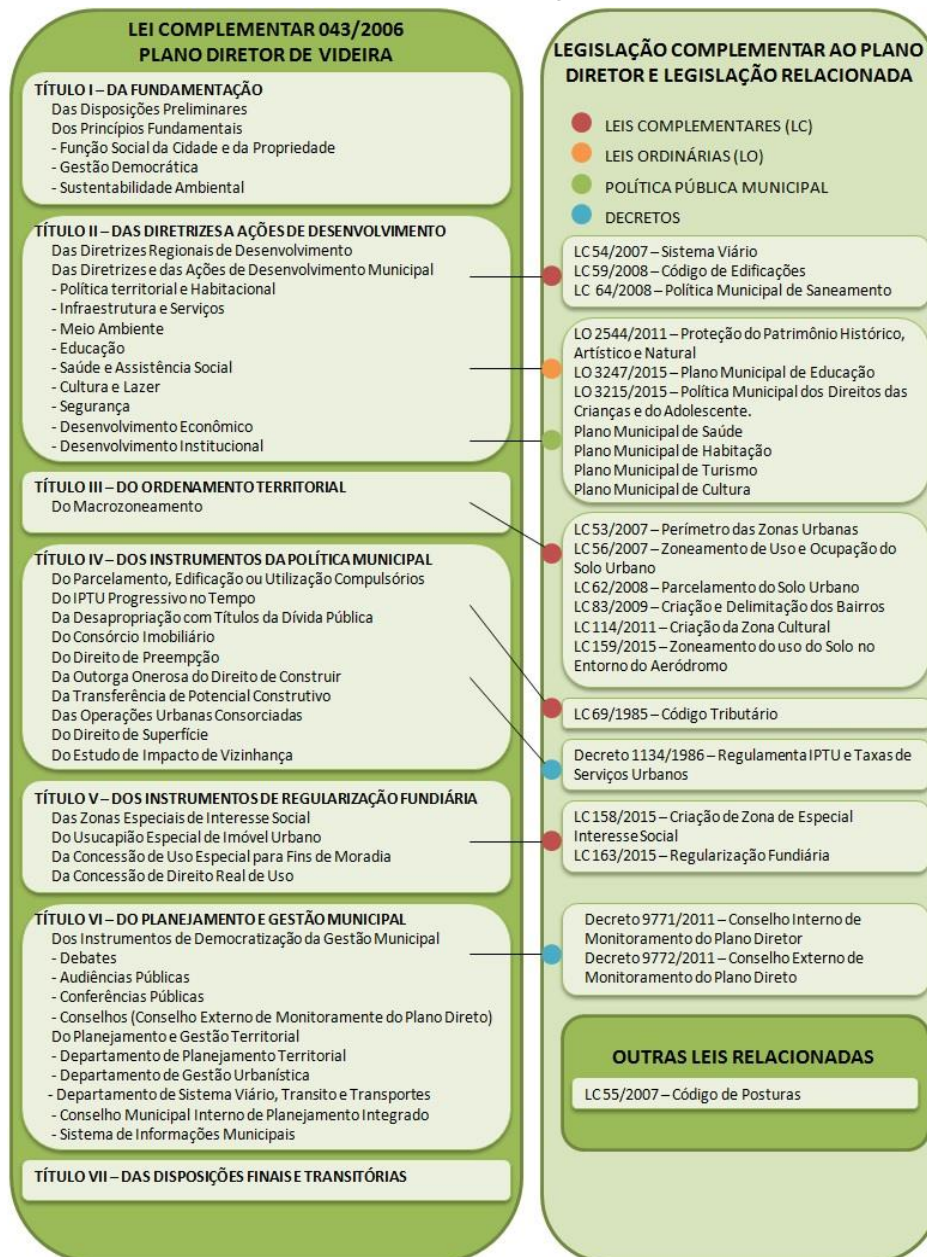 LEI COMPLEMENTAR 043/2006
PLANO DIRETOR DE VIDEIRA
TÍTULO I – DA FUNDAMENTAÇÃO
Das Disposições Preliminares
Dos Princípios Fundamentais
- Função Social da Cidade e da Propriedade
- Gestão Democrática
- Sustentabilidade Ambiental
TÍTULO II – DAS DIRETRIZES A AÇÕES DE DESENVOLVIMENTO
Das Diretrizes Regionais de Desenvolvimento
Das Diretrizes e das Ações de Desenvolvimento Municipal
- Política territorial e Habitacional
- Infraestrutura e Serviços
- Meio Ambiente
- Educação
- Saúde e Assistência Social
- Cultura e Lazer
- Segurança
- Desenvolvimento Econômico
- Desenvolvimento Institucional
TÍTULO III – DO ORDENAMENTO TERRITORIAL
Do Macrozoneamento
TÍTULO IV – DOS INSTRUMENTOS DA POLÍTICA MUNICIPAL
Do Parcelamento, Edificação ou Utilização Compulsórios
Do IPTU Progressivo no Tempo
Da Desapropriação com Títulos da Dívida Pública
Do Consórcio Imobiliário
Do Direito de Preempção
Da Outorga Onerosa do Direito de Construir
Da Transferência de Potencial Construtivo
Das Operações Urbanas Consorciadas
Do Direito de Superfície
Do Estudo de Impacto de Vizinhança
TÍTULO V – DOS INSTRUMENTOS DE REGULARIZAÇÃO FUNDIÁRIA
Das Zonas Especiais de Interesse Social
Do Usucapião Especial de Imóvel Urbano
Da Concessão de Uso Especial para Fins de Moradia
Da Concessão de Direito Real de Uso
TÍTULO VI – DO PLANEJAMENTO E GESTÃO MUNICIPAL
Dos Instrumentos de Democratização da Gestão Municipal
- Debates
- Audiências Públicas
- Conferências Públicas
- Conselhos (Conselho Externo de Monitoramente do Plano Direto)
Do Planejamento e Gestão Territorial
- Departamento de Planejamento Territorial
- Departamento de Gestão Urbanística
- Departamento de Sistema Viário, Transito e Transportes
- Conselho Municipal Interno de Planejamento Integrado
- Sistema de Informações Municipais
TÍTULO VII – DAS DISPOSIÇÕES FINAIS E TRANSITÓRIAS
LEGISLAÇÃO COMPLEMENTAR AO PLANO
DIRETOR E LEGISLAÇÃO RELACIONADA
LEIS COMPLEMENTARES (LC)
LEIS ORDINÁRIAS (LO)
POLÍTICA PÚBLICA MUNICIPAL
DECRETOS
LC 54/2007 – Sistema Viário
LC 59/2008 – Código de Edificações
LC 64/2008 – Política Municipal de Saneamento
LO 2544/2011 – Proteção do Patrimônio Histórico,
Artístico e Natural
LO 3247/2015 – Plano Municipal de Educação
LO 3215/2015 – Política Municipal dos Direitos das
Crianças e do Adolescente.
Plano Municipal de Saúde
Plano Municipal de Habitação
Plano Municipal de Turismo
Plano Municipal de Cultura
LC 53/2007 – Perímetro das Zonas Urbanas
LC 56/2007 – Zoneamento de Uso e Ocupação do
Solo Urbano
LC 62/2008 – Parcelamento do Solo Urbano
LC 83/2009 – Criação e Delimitação dos Bairros
LC 114/2011 – Criação da Zona Cultural
LC 159/2015 – Zoneamento do uso do Solo no
Entorno do Aeródromo
LC 69/1985 – Código Tributário
Decreto 1134/1986 – Regulamenta IPTU e Taxas de
Serviços Urbanos
LC 158/2015 – Criação de Zona de Especial
Interesse Social
LC 163/2015 – Regularização Fundiária
Decreto 9771/2011 – Conselho Interno de
Monitoramento do Plano Diretor
Decreto 9772/2011 – Conselho Externo de
Monitoramento do Plano Direto
OUTRAS LEIS RELACIONADAS
LC 55/2007 – Código de Posturas